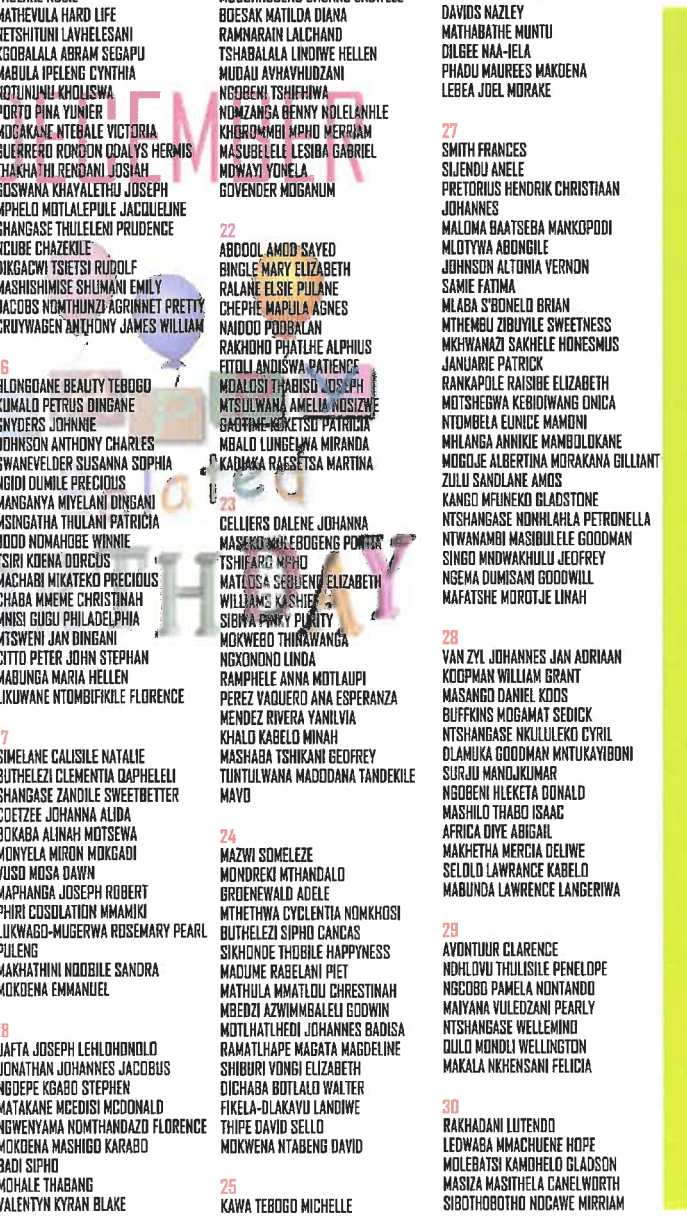 MATHEVULA HARD LIFE
NETSHITUNI LAVHELESANI
KGOBALALA ABRAM SEGAPU
MABULA IPELENG CYNTHIA
NOTUNUNU KHOLISWA
PORTO PINA YUNIER
MOGAKANE NTEBALE VICTORIA
GUERRERO RONDON ODALYS HERMIS
THAKHATHI RENDANI JOSIAH
GOSWANA KHAYALETHU JOSEPH
MPHELO MOTLALEPULE JACQUELINE
SHANGASE THULELENI PRUDENCE
NCUBE CHAZEKILE
DIKGACWI TSIETSI RUDOLF
MASHISHIMISE SHUMANI EMILY
JACOBS NOMTHUNZI AGRINNET PRETTY
CRUYWAGEN ANTHONY JAMES WILLIAM
6
HLONGOANE BEAUTY TEBOGO
KUMALO PETRUS DINGANE
SNYDERS JOHNNIE
JOHNSON ANTHONY CHARLES
SWANEVELDER SUSANNA SOPHIA
NGIDI DUMILE PRECIOUS
MANGANYA MIYELANI DINGANI
MSINGATHA THULANI PATRICIA
HOOD NOMAHOBE WINNIE
TSIRI KOENA DORCUS
MACHABI MIKATEKO PRECIOUS
CHABA MMEME CHRISTINAH
MNISI GUGU PHILADELPHIA
MTSWENI JAN DINGANI
CITTO PETER JOHN STEPHAN
MABUNGA MARIA HELLEN
LIKUWANE NTOMBIFIKILE FLORENCE
7
SIMELANE CALISILE NATALIE
BUTHELEZI CLEMENTIA QAPHELELI
SHANGASE ZANDILE SWEETBETTER
COETZEE JOHANNA ALIDA
BOKABA ALINAH MOTSEWA
MONYELA MIRON MOKGADI
VUSO MOSA DAWN
MAPHANGA JOSEPH ROBERT
PHIRI COSOLATION MMAMIKI
LUKWAGO-MUGERWA ROSEMARY PEARL
PULENG
MAKHATHINI NQOBILE SANDRA
MOKOENA EMMANUEL
8
JAFTA JOSEPH LEHLOHONOLO
JONATHAN JOHANNES JACOBUS
NGOEPE KGABO STEPHEN
MATAKANE MCEDISI MCDONALD
NGWENYAMA NOMTHANDAZO FLORENCE
MOKOENA MASHIGO KARABO
BADI SIPHO
MOHALE THABANG
VALENTYN KYRAN BLAKE
BOESAK MATILDA DIANA
RAMNARAIN LALCHAND
TSHABALALA LINDIWE HELLEN
MUDAU AVHAVHUDZANI
NGOBENI TSHIFHIWA
NOMZANGA BENNY NOLELANHLE
KHOROMMBI MPHO MERRIAM
MASUBELELE LESIBA GABRIEL
MDWAYI YONELA
GOVENDER MOGANUM
22
ABDOOL AMOD SAYED
BINGLE MARY ELIZABETH
RALANE ELSIE PULANE
CHEPHE MAPULA AGNES
NAIDOO POOBALAN
RAKHOHO PHATLHE ALPHIUS
FITOLI ANDISWA PATIENCE
MOALOSI THABISO JOSEPH
MTSULWANA AMELIA NOSIZWE
GAOTIME KOKETSO PATRICIA
MBALO LUNGELWA MIRANDA
KADIAKA RAESETSA MARTINA
23
CELLIERS DALENE JOHANNA
MASEKO MOLEBOGENG PORTIA
TSHIFARO MPHO
MATLOSA SEBUENG ELIZABETH
WILLIAMS KASHIEF
SIBIYA PINKY PURITY
MOKWEBO THINAWANGA
NGXONONO LINDA
RAMPHELE ANNA MOTLAUPI
PEREZ VAQUERO ANA ESPERANZA
MENDEZ RIVERA YANILVIA
KHALO KABELO MINAH
MASHABA TSHIKANI GEOFREY
TUNTULWANA MADODANA TANDEKILE
MAVO
24
MAZWI SOMELEZE
MONDREKI MTHANDALO
GROENEWALD ADELE
MTHETHWA CYCLENTIA NOMKHOSI
BUTHELEZI SIPHO CANCAS
SIKHONDE THOBILE HAPPYNESS
MADUME RABELANI PIET
MATHULA MMATLOU CHRESTINAH
MBEDZI AZWIMMBALELI GODWIN
MOTLHATLHEDI JOHANNES BADISA
RAMATLHAPE MAGATA MAGDELINE
SHIBURI VONGI ELIZABETH
DICHABA BOTLALO WALTER
FIKELA-DLAKAVU LANDIWE
THIPE DAVID SELLO
MOKWENA NTABENG DAVID
25
KAWA TEBOGO MICHELLE
DAVIDS NAZLEY
MATHABATHE MUNTU
DILGEE NAA-IELA
PHADU MAUREES MAKOENA
LEBEA JOEL MORAKE
27
SMITH FRANCES
SIJENDU ANELE
PRETORIUS HENDRIK CHRISTIAAN
JOHANNES
MALOMA BAATSEBA MANKOPODI
MLOTYWA ABONGILE
JOHNSON ALTONIA VERNON
SAMIE FATIMA
MLABA S'BONELO BRIAN
MTHEMBU ZIBUYILE SWEETNESS
MKHWANAZI SAKHELE HONESMUS
JANUARIE PATRICK
RANKAPOLE RAISIBE ELIZABETH
MOTSHEGWA KEBIDIWANG ONICA
NTOMBELA EUNICE MAMONI
MHLANGA ANNIKIE MAMBOLOKANE
MOGOJE ALBERTINA MORAKANA GILLIANT
ZULU SANDLANE AMOS
KANGO MFUNEKO GLADSTONE
NTSHANGASE NONHLAHLA PETRONELLA
NTWANAMBI MASIBULELE GOODMAN
SINGO MNDWAKHULU JEOFREY
NGEMA DUMISANI GOODWILL
MAFATSHE MOROTJE LINAH
28
VAN ZYL JOHANNES JAN ADRIAAN
KOOPMAN WILLIAM GRANT
MASANGO DANIEL KOOS
BUFFKINS MOGAMAT SEDICK
NTSHANGASE NKULULEKO CYRIL
DLAMUKA GOODMAN MNTUKAYIBONI
SURJU MANOJKUMAR
NGOBENI HLEKETA DONALD
MASHILO THABO ISAAC
AFRICA DIYE ABIGAIL
MAKHETHA MERCIA DELIWE
SELOLO LAWRANCE KABELO
MABUNDA LAWRENCE LANGERIWA
29
AVONTUUR CLARENCE
NDHLOVU THULISILE PENELOPE
NGCOBO PAMELA NONTANDO
MAIYANA VULEDZANI PEARLY
NTSHANGASE WELLEMINO
QULO MONDLI WELLINGTON
MAKALA NKHENSANI FELICIA
30
RAKHADANI LUTENDO
LEDWABA MMACHUENE HOPE
MOLEBATSI KAMOHELO GLADSON
MASIZA MASITHELA CANELWORTH
SIBOTHOBOTHO NOCAWE MIRRIAM